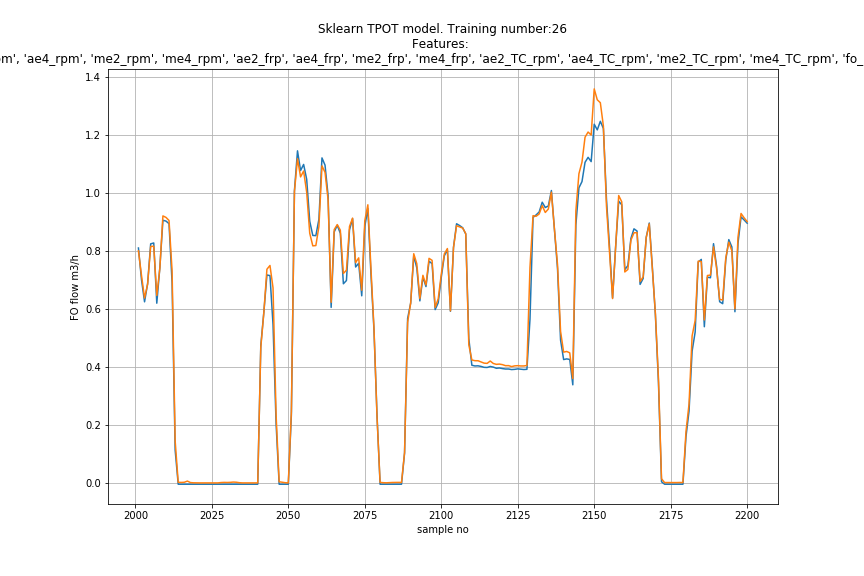 Sklearn TPOT model. Training number:26
Features:
'ae4_rpm', 'me2_rpm', 'me4_rpm', 'ae2_frp', 'ae4_frp', 'me2_frp', 'me4_frp', 'ae2_TC_rpm', 'ae4_TC_rpm', 'me2_TC_rpm', 'me4_TC_rpm', 'fo_
1.4
1.2
1.0
0.8
0.6
0.4
0.2
0.0
FO flow m3/h
2000 2025 2050 2075 2100 2125 2150 2175 2200
sample no